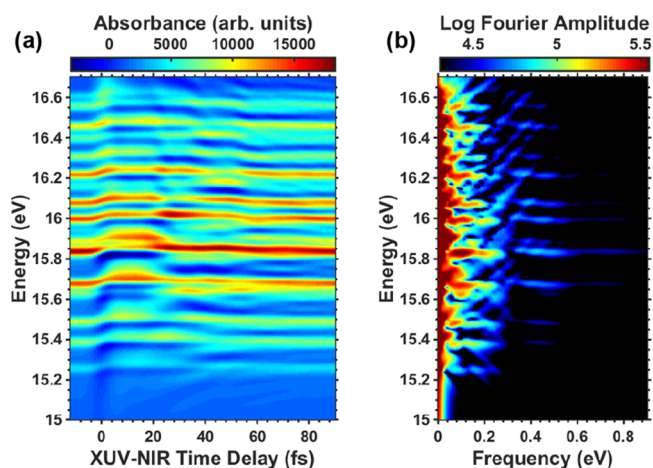 (a)
Absorbance (arb. units)
0 5000 10000 15000
Energy (eV)
16.6
16.4
16.2
16
15.8
15.6
15.4
15.2
15
0 20 40 60 80
XUV-NIR Time Delay (fs)
(b)
Log Fourier Amplitude
4.5 5 5.5
Energy (eV)
16.6
16.4
16.2
16
15.8
15.6
15.4
15.2
15
0 0.2 0.4 0.6 0.8
Frequency (eV)